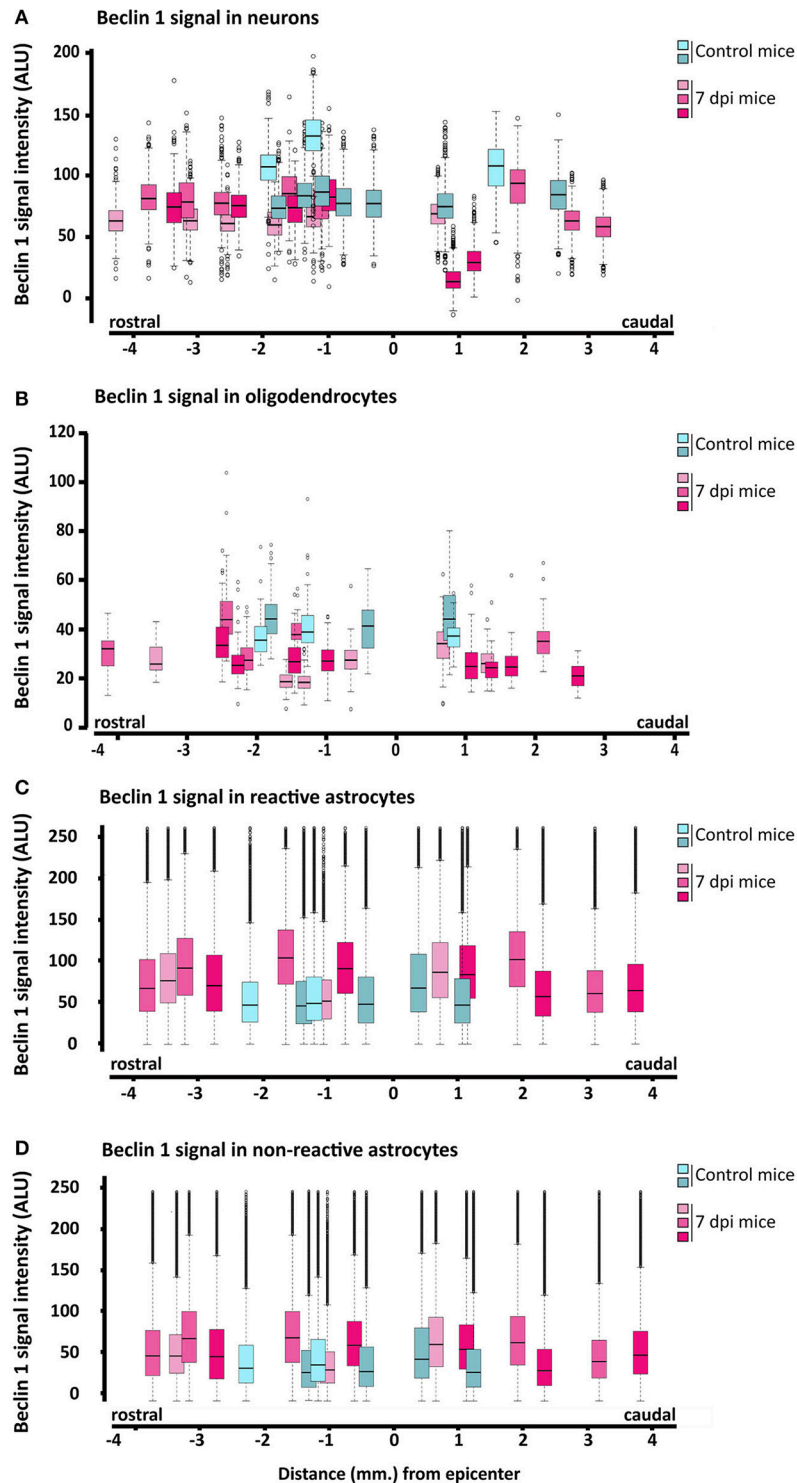 A Beclin 1 signal in neurons
Beclin 1 signal intensity (ALU)
200
150
100
50
0
Control mice
7 dpi mice
rostral caudal
-4 -3 -2 -1 0 1 2 3 4
B Beclin 1 signal in oligodendrocytes
Beclin 1 signal intensity (ALU)
120
100
80
60
40
20
0
Control mice
7 dpi mice
rostral caudal
-4 -3 -2 -1 0 1 2 3 4
C Beclin 1 signal in reactive astrocytes
Beclin 1 signal intensity (ALU)
250
200
150
100
50
0
Control mice
7 dpi mice
rostral caudal
-4 -3 -2 -1 0 1 2 3 4
D Beclin 1 signal in non-reactive astrocytes
Beclin 1 signal intensity (ALU)
250
200
150
100
50
0
Control mice
7 dpi mice
rostral caudal
-4 -3 -2 -1 0 1 2 3 4
Distance (mm.) from epicenter